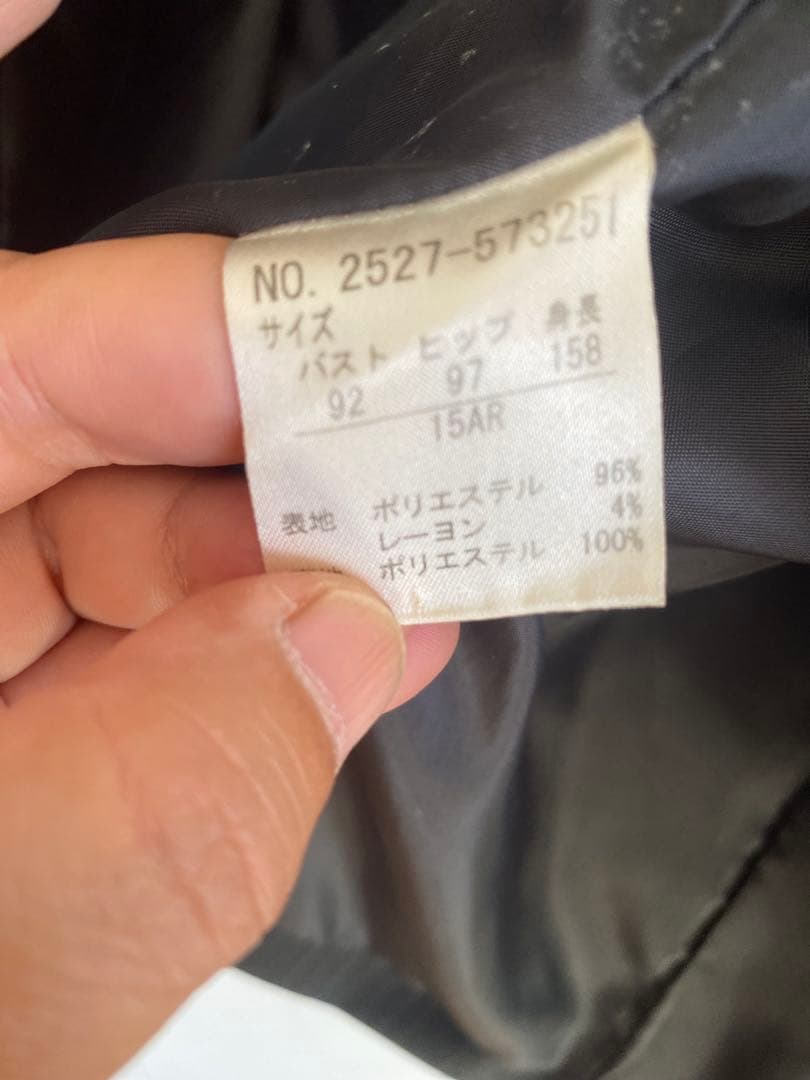 NO. 2527-573251
サイズ
バスト ヒップ 身長
92 97 158
15AR
表地 ポリエステル 96%
レーヨン 4%
ポリエステル 100%